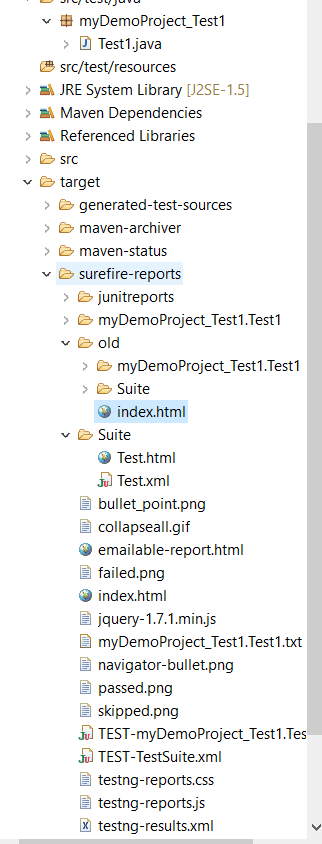 src/test/java
myDemoProject_Test1
Test1.java
src/test/resources
JRE System Library [J2SE-1.5]
Maven Dependencies
Referenced Libraries
src
target
generated-test-sources
maven-archiver
maven-status
surefire-reports
junitreports
myDemoProject_Test1.Test1
old
myDemoProject_Test1.Test1
Suite
index.html
Suite
Test.html
Test.xml
bullet_point.png
collapseall.gif
emailable-report.html
failed.png
index.html
jquery-1.7.1.min.js
myDemoProject_Test1.Test1.txt
navigator-bullet.png
passed.png
skipped.png
TEST-myDemoProject_Test1.Tes
TEST-TestSuite.xml
testng-reports.css
testng-reports.js
testng-results.xml